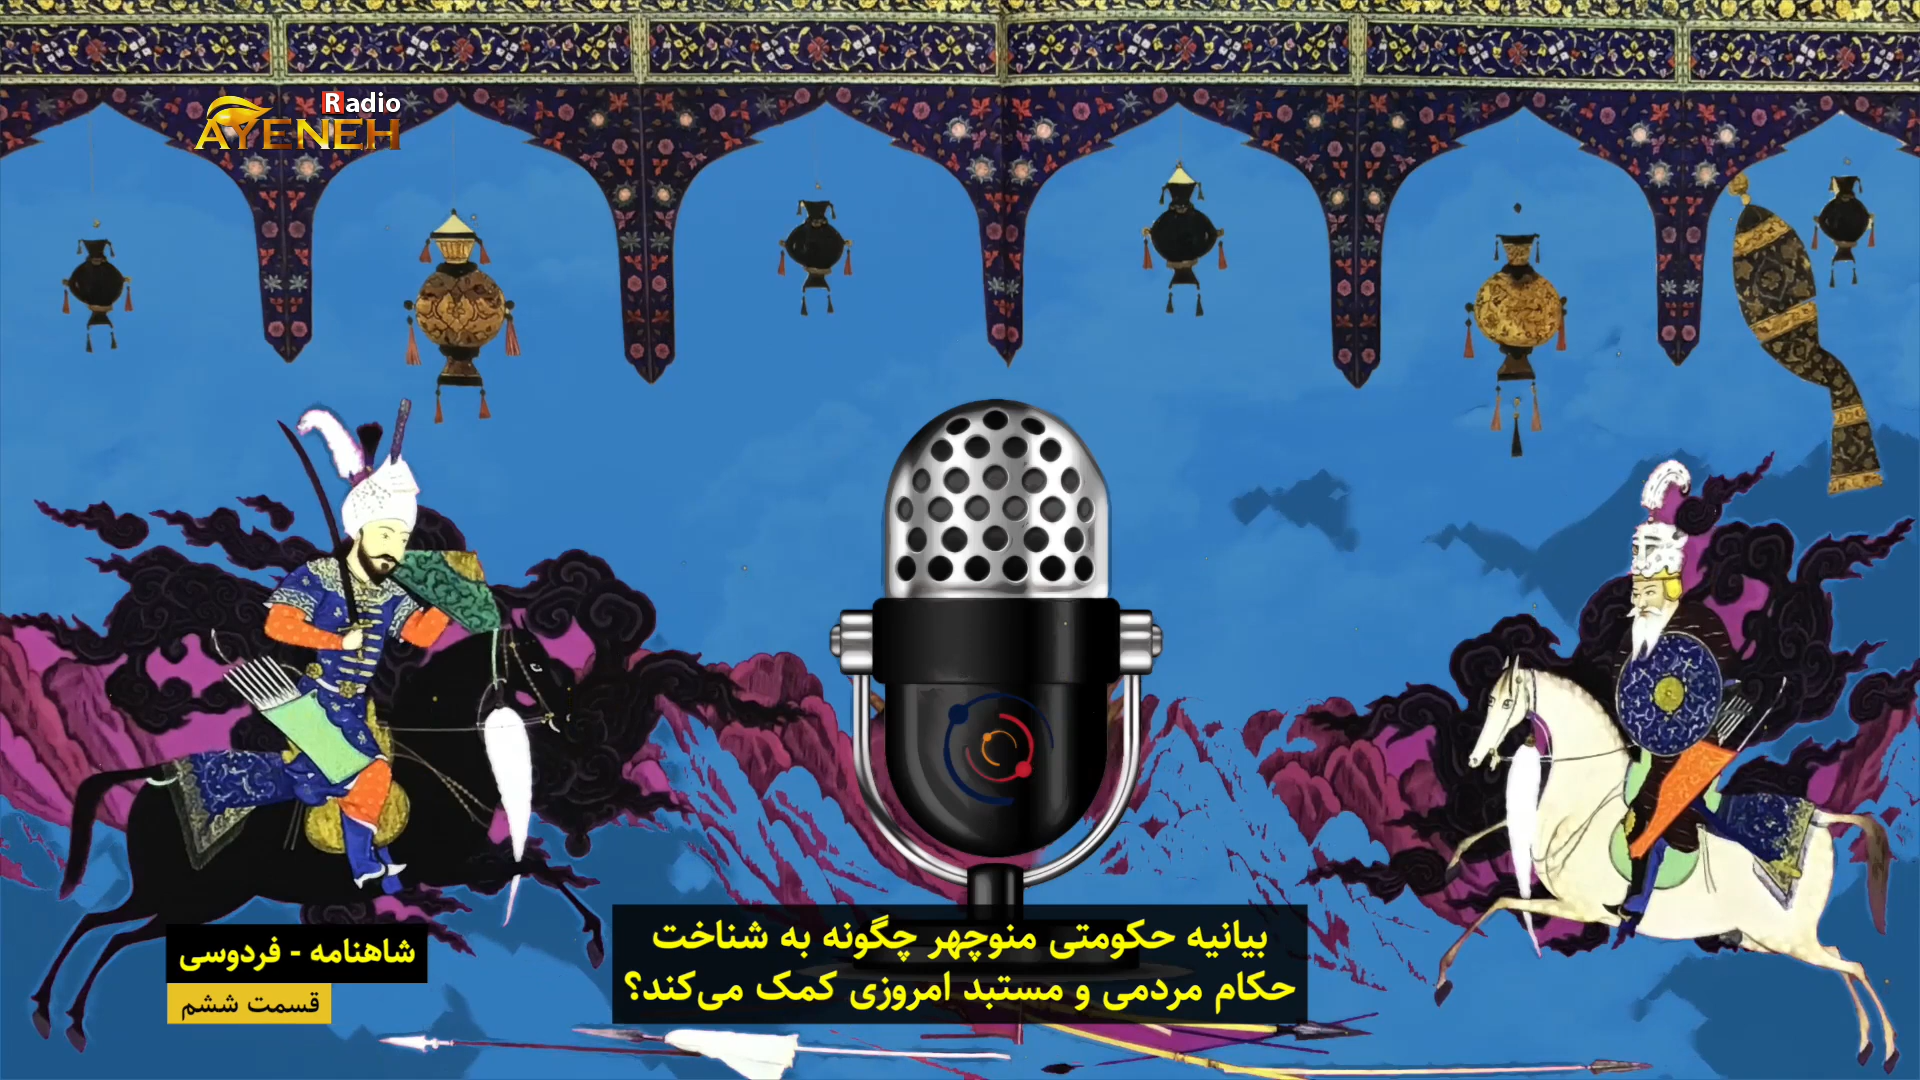 Radio
AYENEH
بیانیه حکومتی منوچهر چگونه به شناخت
حکام مردمی و مستبد امروزی کمک می‌کند؟
شاهنامه - فردوسی
قسمت ششم